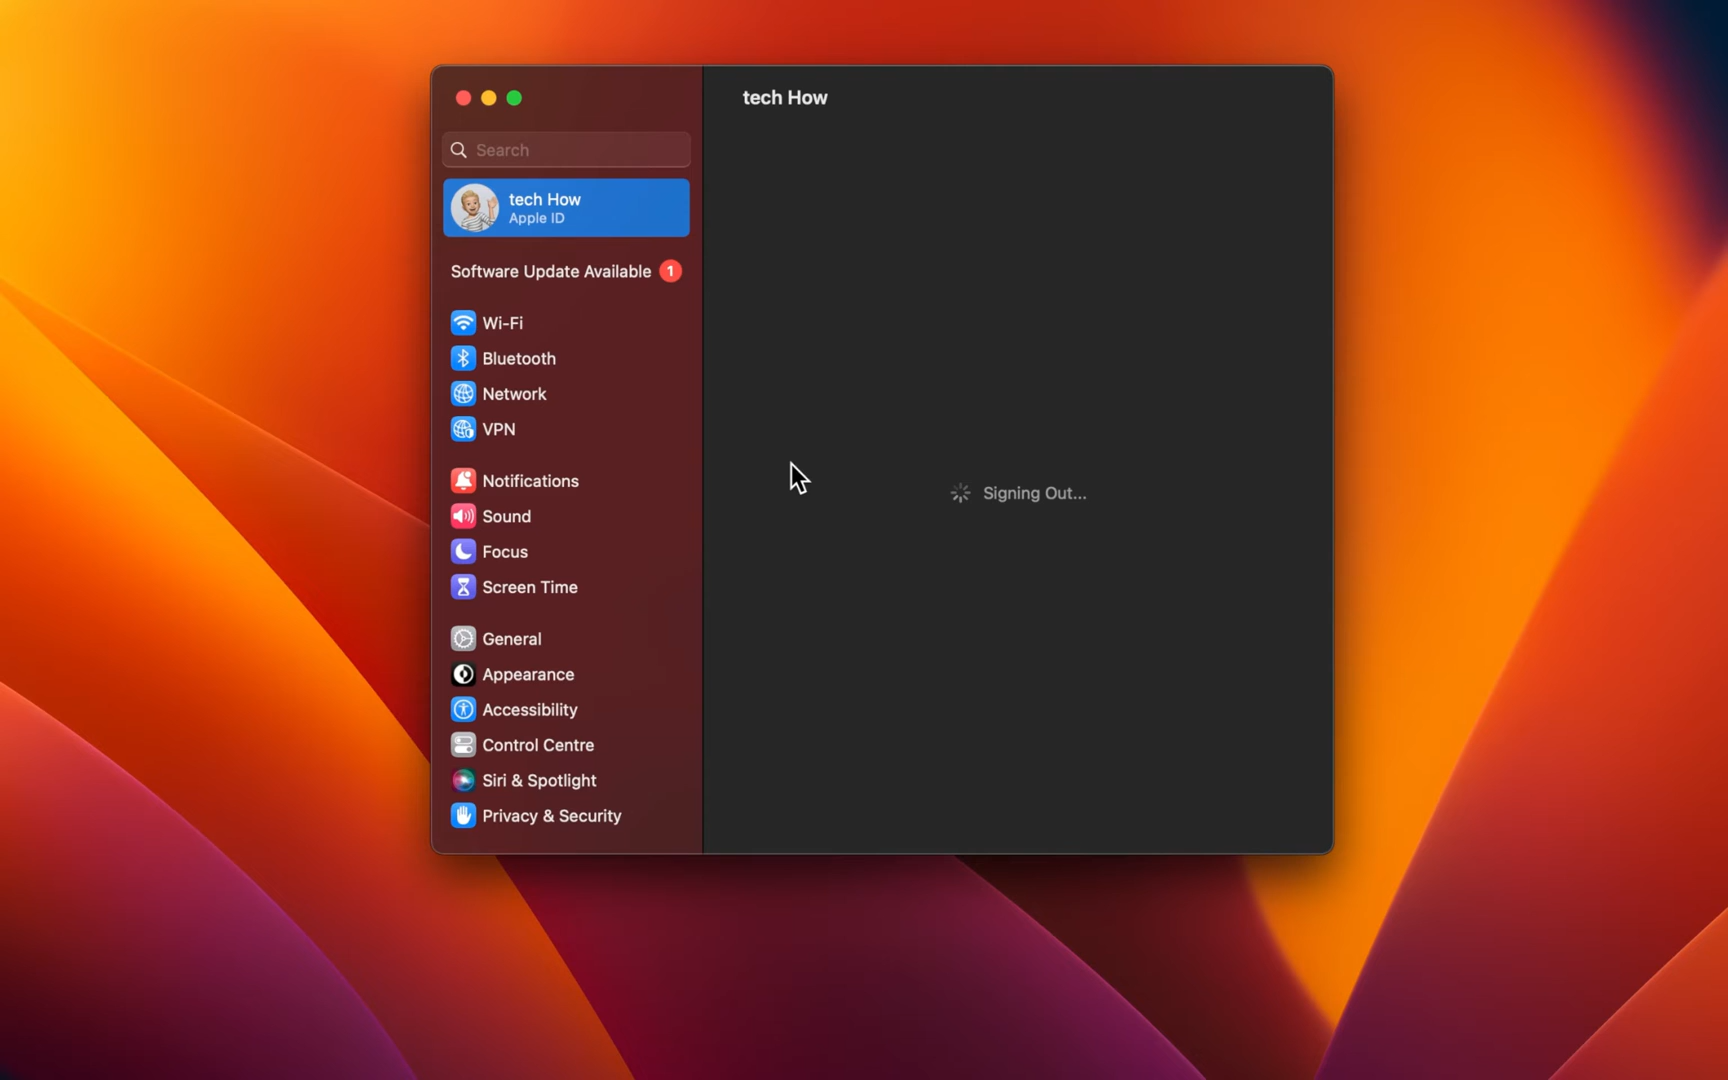 tech How
Search
tech How
Apple ID
Software Update Available 1
Wi-Fi
Bluetooth
Network
VPN
Notifications
Sound
Focus
Screen Time
General
Appearance
Accessibility
Control Centre
Siri & Spotlight
Privacy & Security
Signing Out...